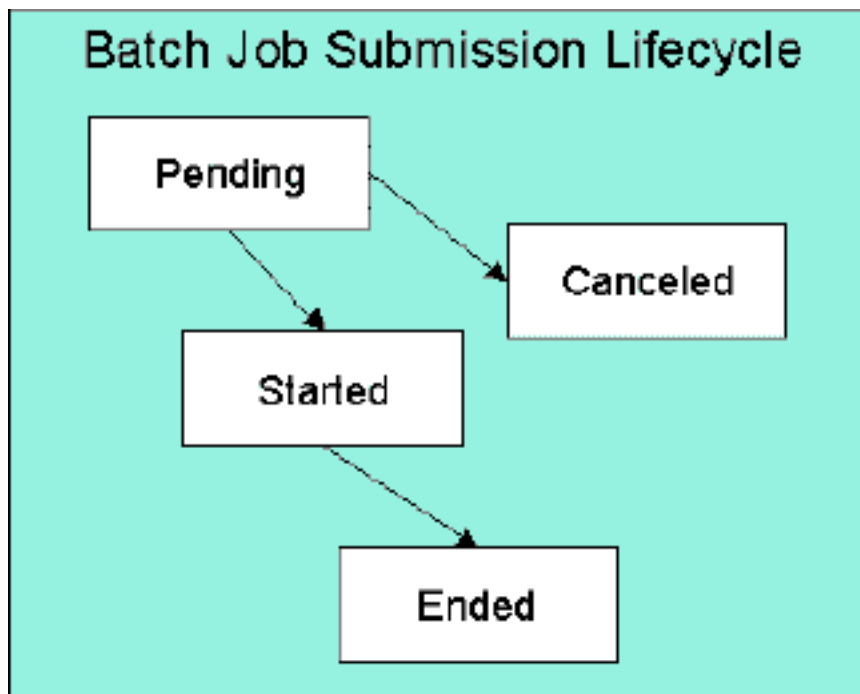 Batch Job Submission Lifecycle
Pending
Canceled
Started
Ended